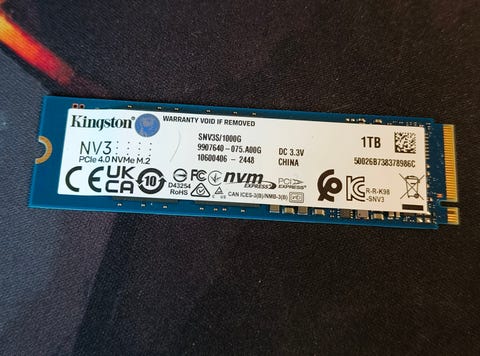 WARRANTY VOID IF REMOVED
Kingston
SNV3S/1000G
9907640-075.A00G
10600406 - 2448
DC 3.3V
CHINA
1TB
50026B738378986C
NV3
PCIe 4.0 NVMe M.2
CE UK CA 10
D43254
RoHS
FC
nvm
EXPRESS
PCI
EXPRESS
CAN ICES-3(B)/NMB-3(B)
R-R-K98
-SNV3